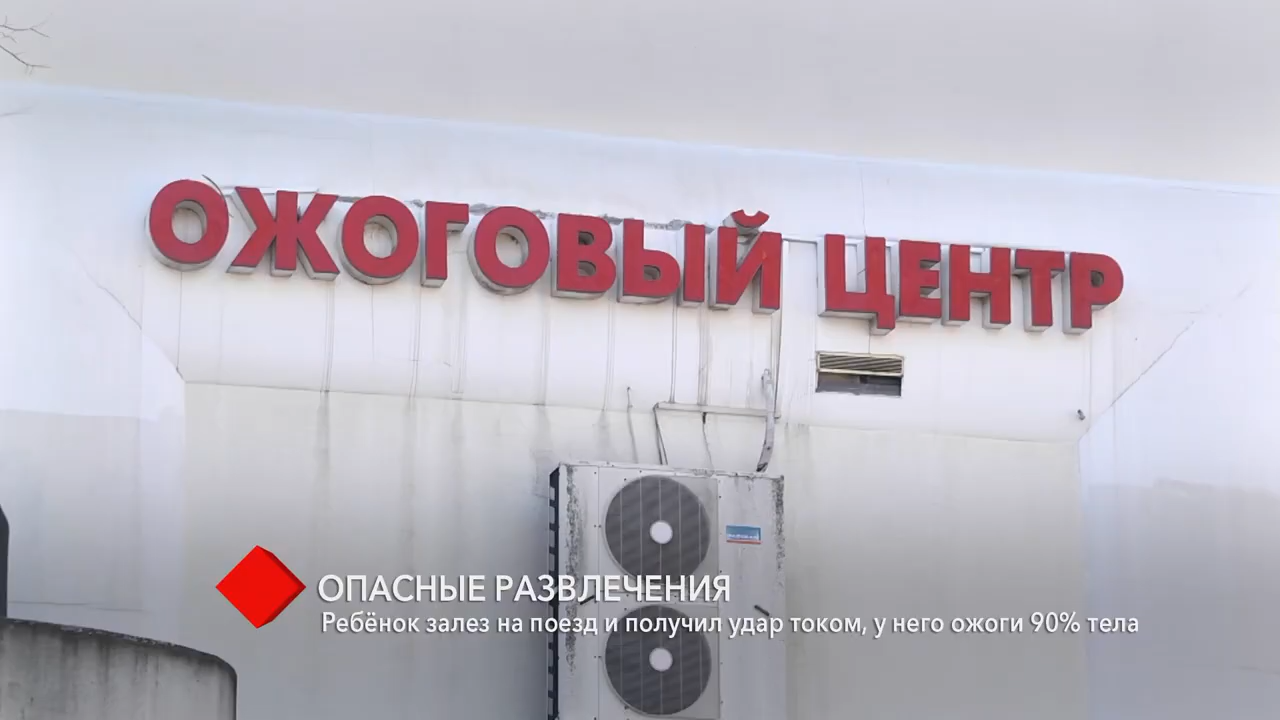 ОЖОГОВЫЙ ЦЕНТР
ОПАСНЫЕ РАЗВЛЕЧЕНИЯ
Ребёнок залез на поезд и получил удар током, у него ожоги 90% тела